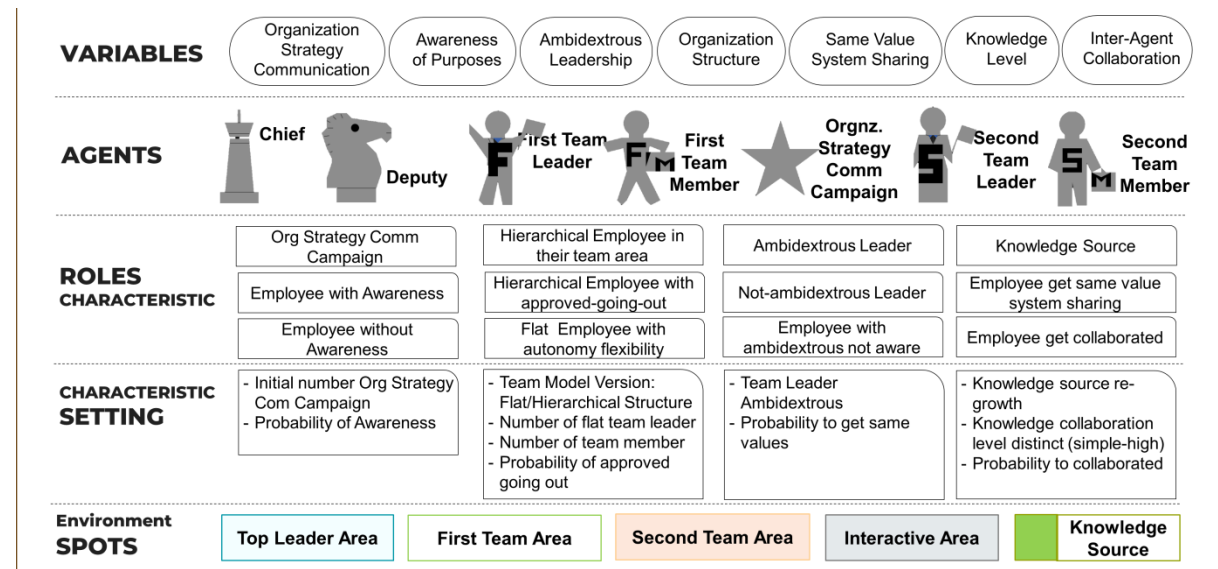 VARIABLES
Organization
Strategy
Communication
Awareness
of Purposes
Ambidextrous
Leadership
Organization
Structure
Same Value
System Sharing
Knowledge
Level
Inter-Agent
Collaboration
AGENTS
Chief
Deputy
F
First Team
Leader
F
M
First
Team
Member
Orgnz.
Strategy
Comm
Campaign
S
Second
Team
Leader
S
M
Second
Team
Member
ROLES
CHARACTERISTIC
Org Strategy Comm
Campaign
Employee with Awareness
Employee without
Awareness
Hierarchical Employee in
their team area
Hierarchical Employee with
approved-going-out
Flat Employee with
autonomy flexibility
Ambidextrous Leader
Not-ambidextrous Leader
Employee with
ambidextrous not aware
Knowledge Source
Employee get same value
system sharing
Employee get collaborated
CHARACTERISTIC
SETTING
- Initial number Org Strategy
Com Campaign
- Probability of Awareness
- Team Model Version:
Flat/Hierarchical Structure
- Number of flat team leader
- Number of team member
- Probability of approved
going out
- Team Leader
Ambidextrous
- Probability to get same
values
- Knowledge source re-
growth
- Knowledge collaboration
level distinct (simple-high)
- Probability to collaborated
Environment
SPOTS
Top Leader Area
First Team Area
Second Team Area
Interactive Area
Knowledge
Source